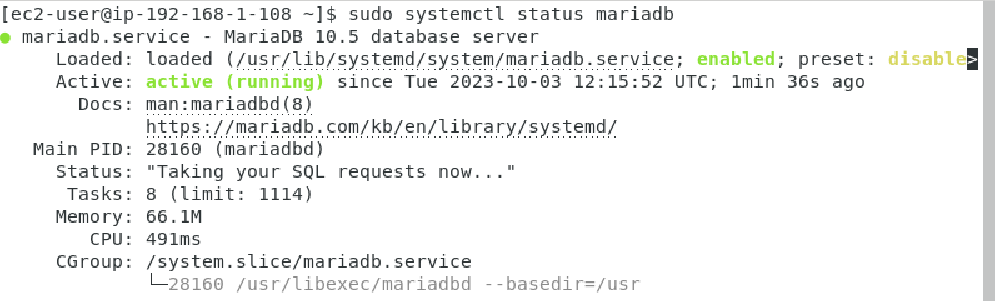 [ec2-user@ip-192-168-1-108 ~]$ sudo systemctl status mariadb
● mariadb.service - MariaDB 10.5 database server
Loaded: loaded (/usr/lib/systemd/system/mariadb.service; enabled; preset: disable>
Active: active (running) since Tue 2023-10-03 12:15:52 UTC; 1min 36s ago
Docs: man:mariadbd(8)
https://mariadb.com/kb/en/library/systemd/
Main PID: 28160 (mariadbd)
Status: "Taking your SQL requests now..."
Tasks: 8 (limit: 1114)
Memory: 66.1M
CPU: 491ms
CGroup: /system.slice/mariadb.service
└─28160 /usr/libexec/mariadbd --basedir=/usr